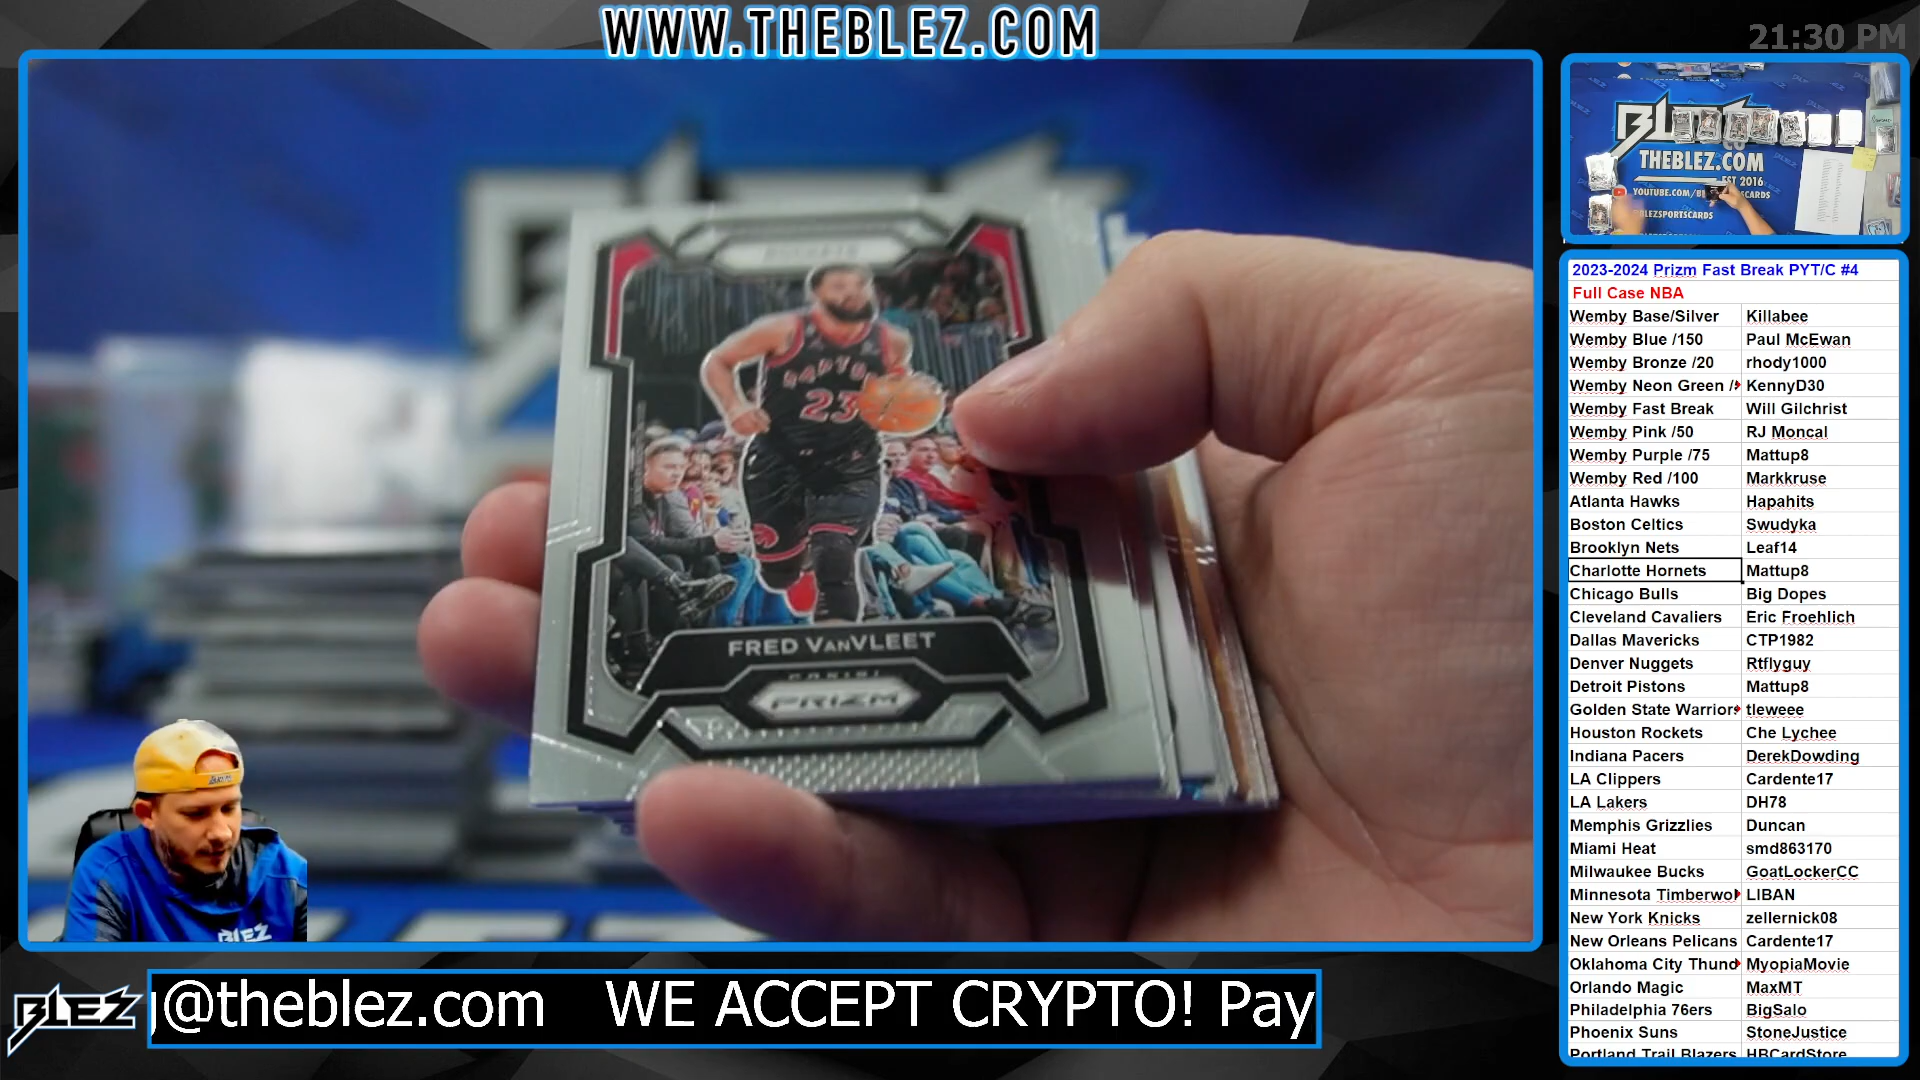 WWW.THEBLEZ.COM
21:30 PM
FRED VANVLEET
PANINI
PRIZM
23
BLEZ
g@theblez.com WE ACCEPT CRYPTO! Pay
THEBLEZ.COM
EST 2016
BLEZSPORTSCARDS
2023-2024 Prizm Fast Break PYT/C #4
Full Case NBA
Wemby Base/Silver Killabee
Wemby Blue /150 Paul McEwan
Wemby Bronze /20 rhody1000
Wemby Neon Green / KennyD30
Wemby Fast Break Will Gilchrist
Wemby Pink /50 RJ Moncal
Wemby Purple /75 Mattup8
Wemby Red /100 Markkruse
Atlanta Hawks Hapahits
Boston Celtics Swudyka
Brooklyn Nets Leaf14
Charlotte Hornets Mattup8
Chicago Bulls Big Dopes
Cleveland Cavaliers Eric Froehlich
Dallas Mavericks CTP1982
Denver Nuggets Rtflyguy
Detroit Pistons Mattup8
Golden State Warriors tleweee
Houston Rockets Che Lychee
Indiana Pacers DerekDowding
LA Clippers Cardente17
LA Lakers DH78
Memphis Grizzlies Duncan
Miami Heat smd863170
Milwaukee Bucks GoatLockerCC
Minnesota Timberwol LIBAN
New York Knicks zellernick08
New Orleans Pelicans Cardente17
Oklahoma City Thund MyopiaMovie
Orlando Magic MaxMT
Philadelphia 76ers BigSalo
Phoenix Suns StoneJustice
Portland Trail Blazers HBCardStore
BLEZ